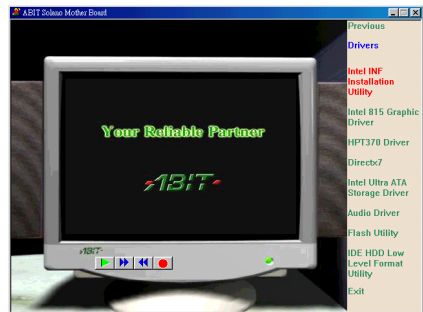 ABIT Solano Mother Board
Previous
Drivers
Intel INF
Installation
Utility
Intel 815 Graphic
Driver
HPT370 Driver
Directx7
Intel Ultra ATA
Storage Driver
Audio Driver
Flash Utility
IDE HDD Low
Level Format
Utility
Exit
Your Reliable Partner
ABIT
ABIT